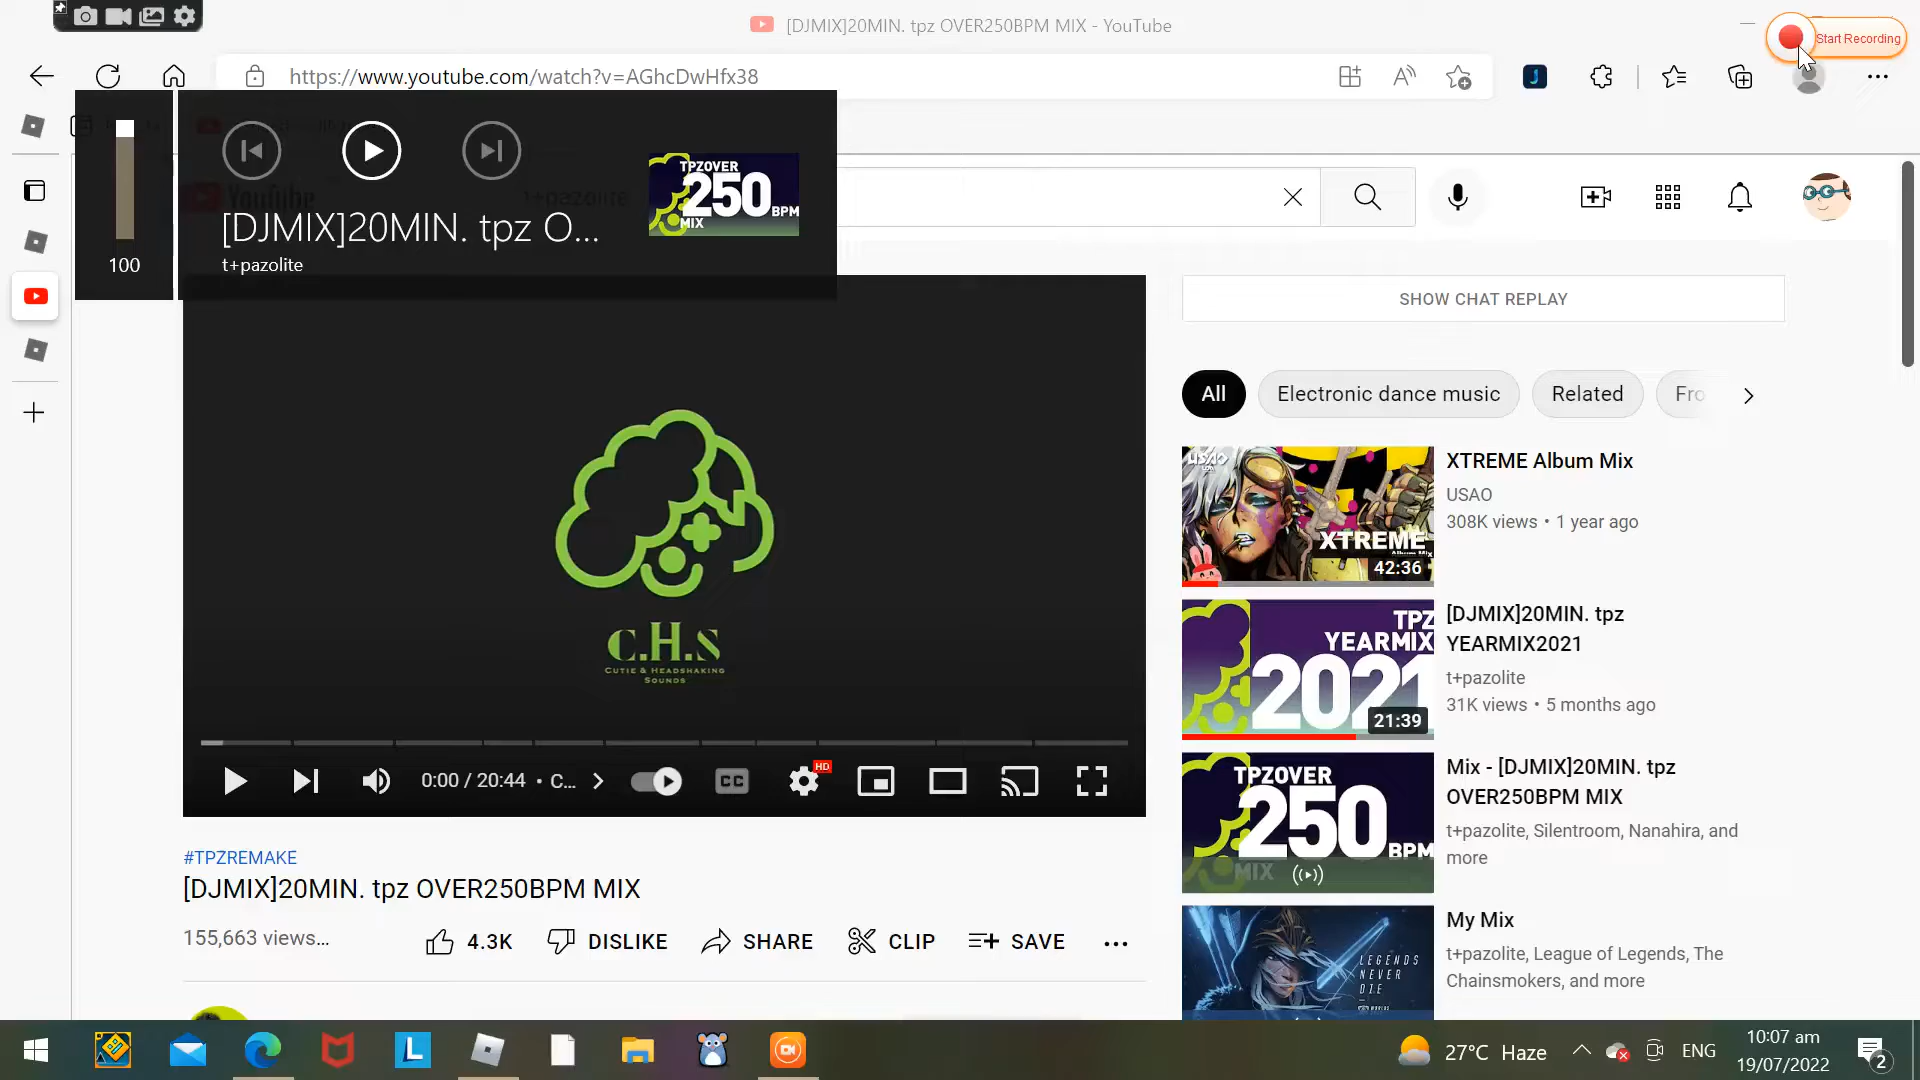 [DJMIX]20MIN. tpz OVER250BPM MIX - YouTube
Start Recording
https://www.youtube.com/watch?v=AGhcDwHfx38
J
100
[DJMIX]20MIN. tpz O...
t+pazolite
TPZOVER
250 BPM
MIX
YouTube
t+pazolite
C.H.S
CUTIE & HEADSHAKING
SOUNDS
0:00 / 20:44 • C...
CC
HD
#TPZREMAKE
[DJMIX]20MIN. tpz OVER250BPM MIX
155,663 views...
4.3K
DISLIKE
SHARE
CLIP
SAVE
SHOW CHAT REPLAY
All
Electronic dance music
Related
Fro
USAO
XTREME
42:36
XTREME Album Mix
USAO
308K views • 1 year ago
TPZ
YEARMIX
2021
21:39
[DJMIX]20MIN. tpz
YEARMIX2021
t+pazolite
31K views • 5 months ago
TPZOVER
250
BPM
MIX
Mix - [DJMIX]20MIN. tpz
OVER250BPM MIX
t+pazolite, Silentroom, Nanahira, and
more
LEGENDS
NEVER
DIE
My Mix
t+pazolite, League of Legends, The
Chainsmokers, and more
L
27°C Haze
ENG
10:07 am
19/07/2022
2